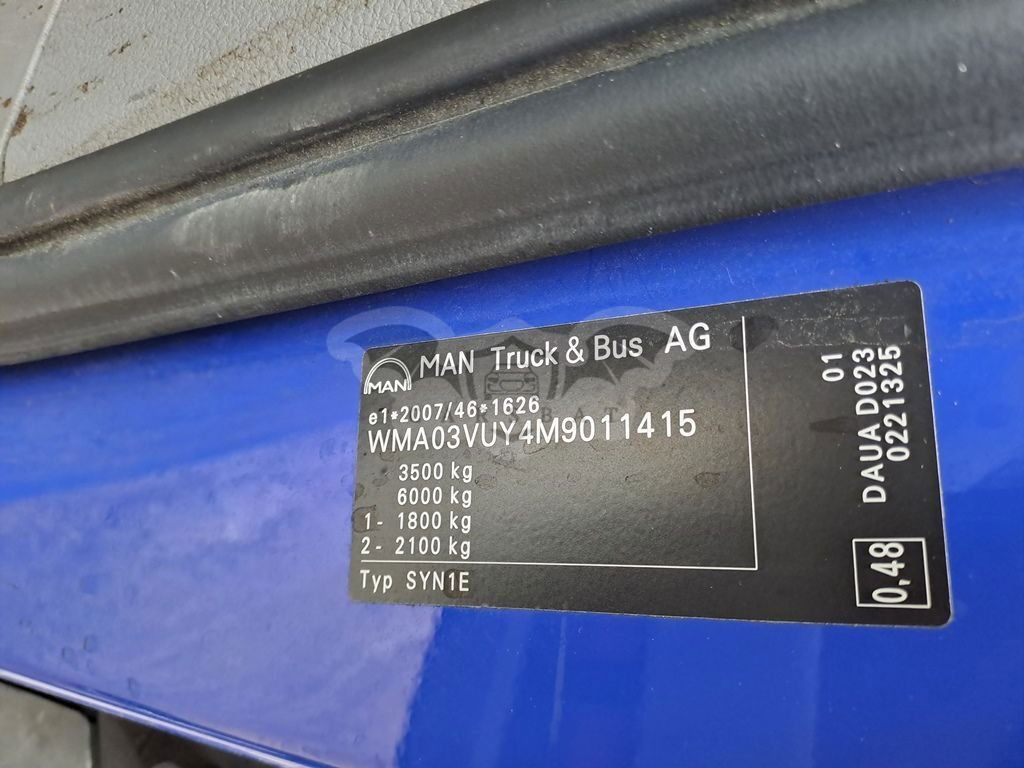 MAN Truck & Bus AG
MAN
e1*2007/46*1626
WMA03VUY4M9011415
3500 kg
6000 kg
1- 1800 kg
2- 2100 kg
Typ SYN1E
01
DAUA D023
0221325
0,48